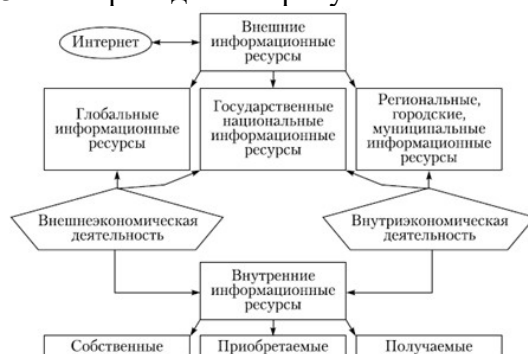 Интернет
Внешние
информационные
ресурсы
Глобальные
информационные
ресурсы
Государственные
национальные
информационные
ресурсы
Региональные,
городские,
муниципальные
информационные
ресурсы
Внешнеэкономическая
деятельность
Внутриэкономическая
деятельность
Внутренние
информационные
ресурсы
Собственные
Приобретаемые
Получаемые